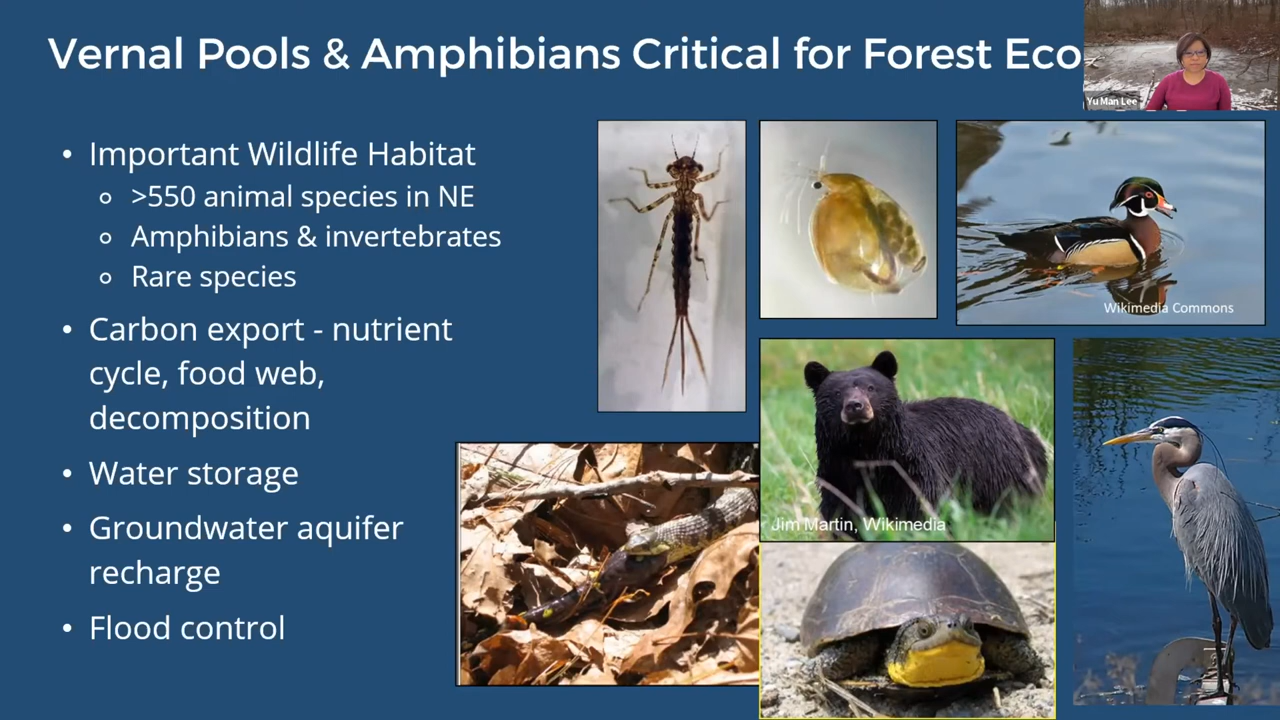 Vernal Pools & Amphibians Critical for Forest Eco
Yu Man Lee
• Important Wildlife Habitat
○ >550 animal species in NE
○ Amphibians & invertebrates
○ Rare species
• Carbon export - nutrient
cycle, food web,
decomposition
• Water storage
• Groundwater aquifer
recharge
• Flood control
Wikimedia Commons
Jim Martin, Wikimedia